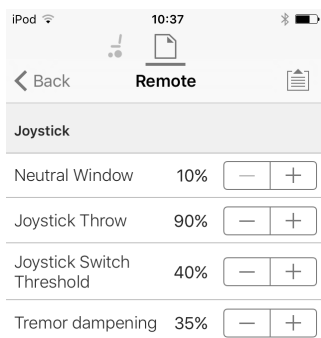 iPod 10:37
Back Remote
Joystick
Neutral Window 10% — +
Joystick Throw 90% — +
Joystick Switch
Threshold 40% — +
Tremor dampening 35% — +